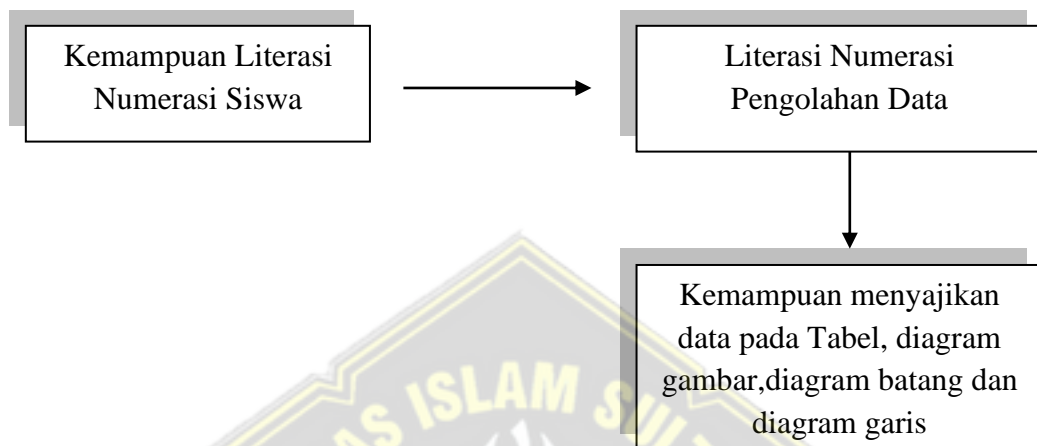 Kemampuan Literasi
Numerasi Siswa
Literasi Numerasi
Pengolahan Data
Kemampuan menyajikan
data pada Tabel, diagram
gambar,diagram batang dan
diagram garis
ISLAM